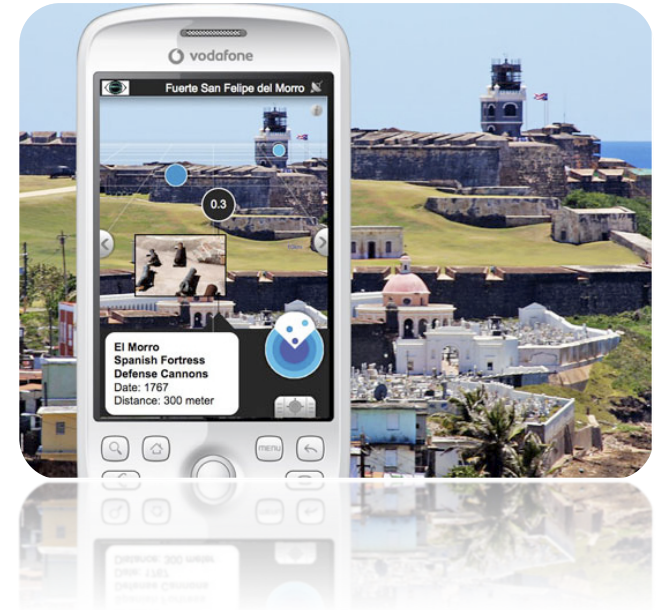 vodafone
Fuerte San Felipe del Morro
0.3
El Morro
Spanish Fortress
Defense Cannons
Date: 1767
Distance: 300 meter
menu